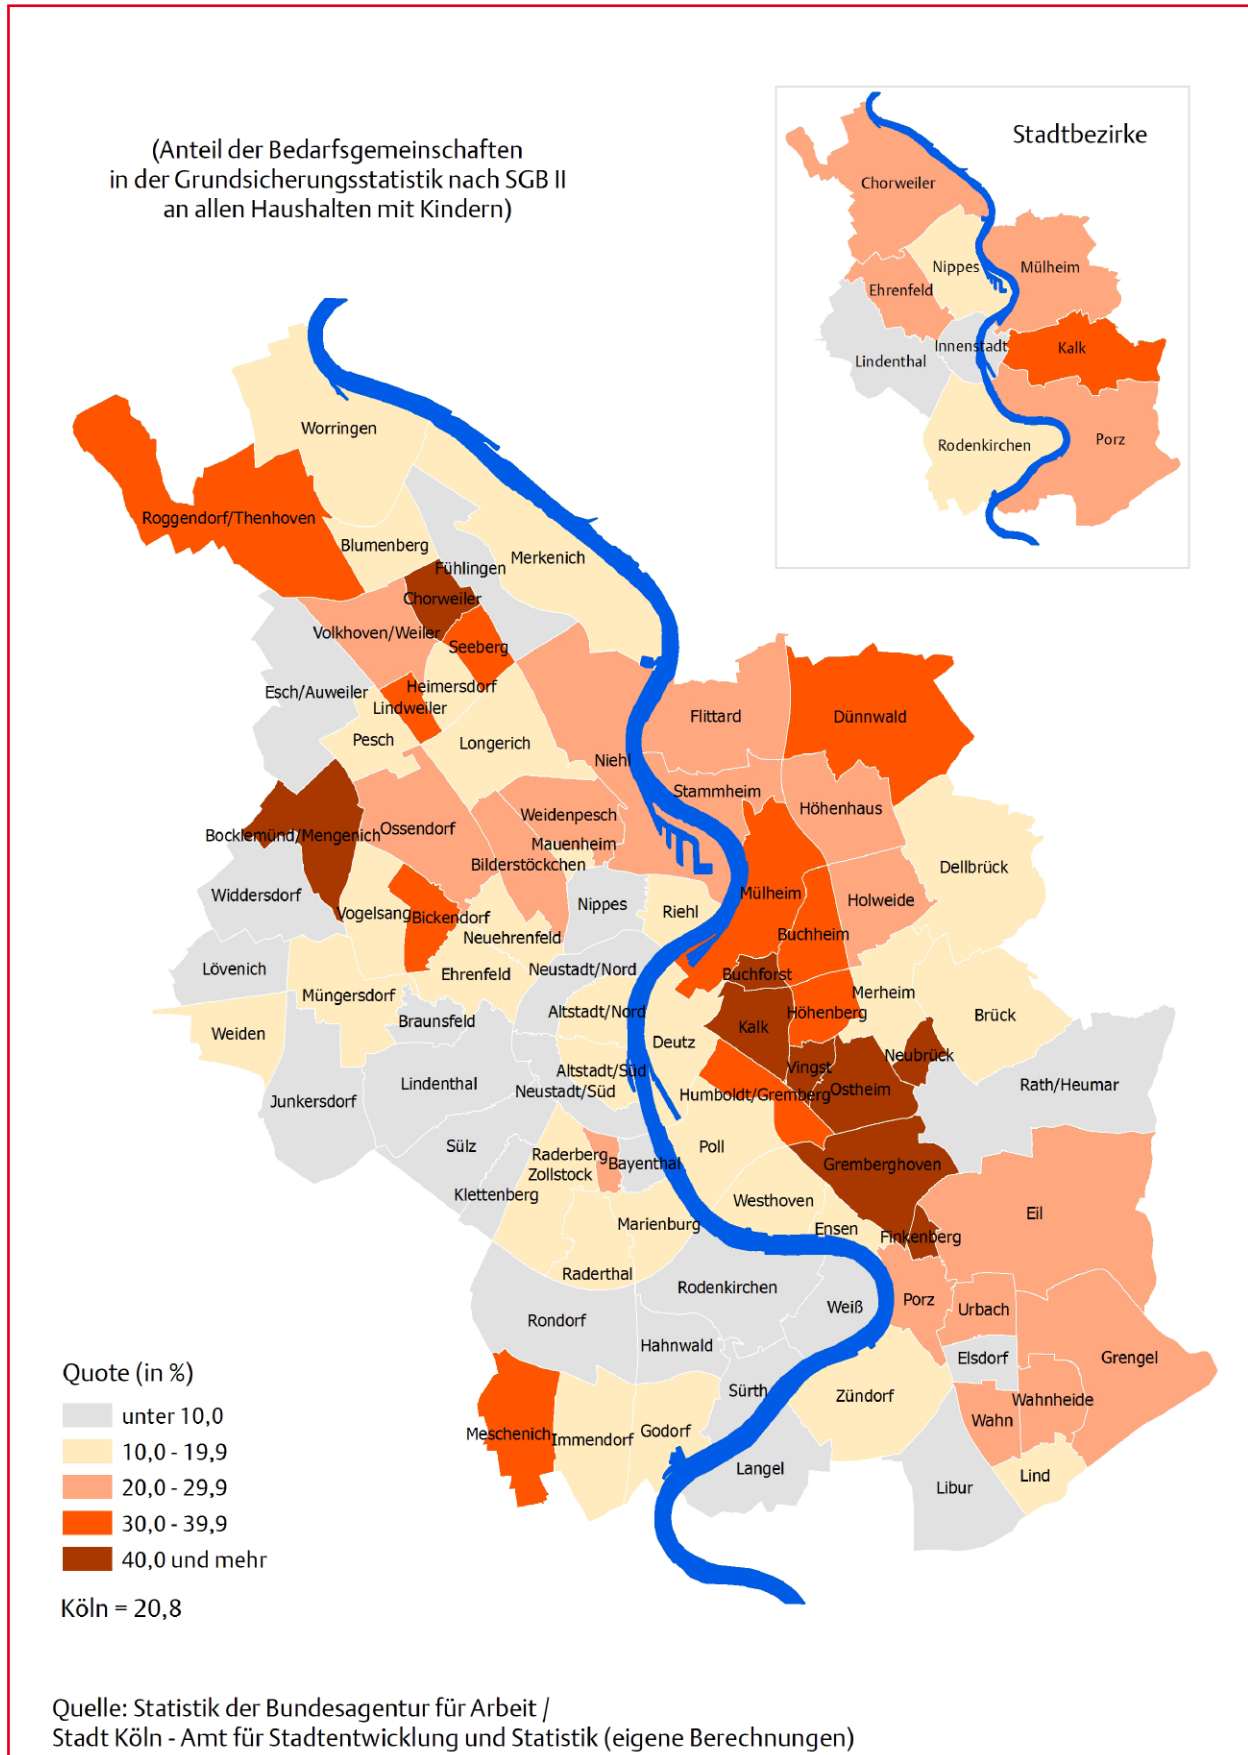 (Anteil der Bedarfsgemeinschaften
in der Grundsicherungsstatistik nach SGB II
an allen Haushalten mit Kindern)
Stadtbezirke
Chorweiler
Nippes
Mülheim
Ehrenfeld
Innenstadt
Kalk
Lindenthal
Rodenkirchen
Porz
Worringen
Roggendorf/Thenhoven
Blumenberg
Merkenich
Fühlingen
Chorweiler
Volkhoven/Weiler
Seeberg
Esch/Auweiler
Heimersdorf
Lindweiler
Pesch
Longerich
Flittard
Dünnwald
Niehl
Stammheim
Höhenhaus
Weidenpesch
Ossendorf
Bocklemünd/Mengenich
Mauenheim
Bilderstöckchen
Dellbrück
Widdersdorf
Mülheim
Holweide
Nippes
Riehl
Vogelsang
Bickendorf
Buchheim
Neuehrenfeld
Lövenich
Ehrenfeld
Neustadt/Nord
Buchforst
Müngersdorf
Merheim
Altstadt/Nord
Höhenberg
Brück
Braunsfeld
Weiden
Kalk
Deutz
Neubrück
Vingst
Altstadt/Süd
Lindenthal
Neustadt/Süd
Ostheim
Rath/Heumar
Humboldt/Gremberg
Junkersdorf
Sülz
Poll
Raderberg
Bayenthal
Gremberghoven
Zollstock
Klettenberg
Westhoven
Eil
Marienburg
Ensen
Finkenberg
Raderthal
Rodenkirchen
Porz
Weiß
Urbach
Rondorf
Hahnwald
Elsdorf
Grengel
Sürth
Zündorf
Wahnheide
Wahn
Meschenich
Immendorf
Godorf
Langel
Lind
Libur
Quote (in %)
unter 10,0
10,0 - 19,9
20,0 - 29,9
30,0 - 39,9
40,0 und mehr
Köln = 20,8
Quelle: Statistik der Bundesagentur für Arbeit /
Stadt Köln - Amt für Stadtentwicklung und Statistik (eigene Berechnungen)